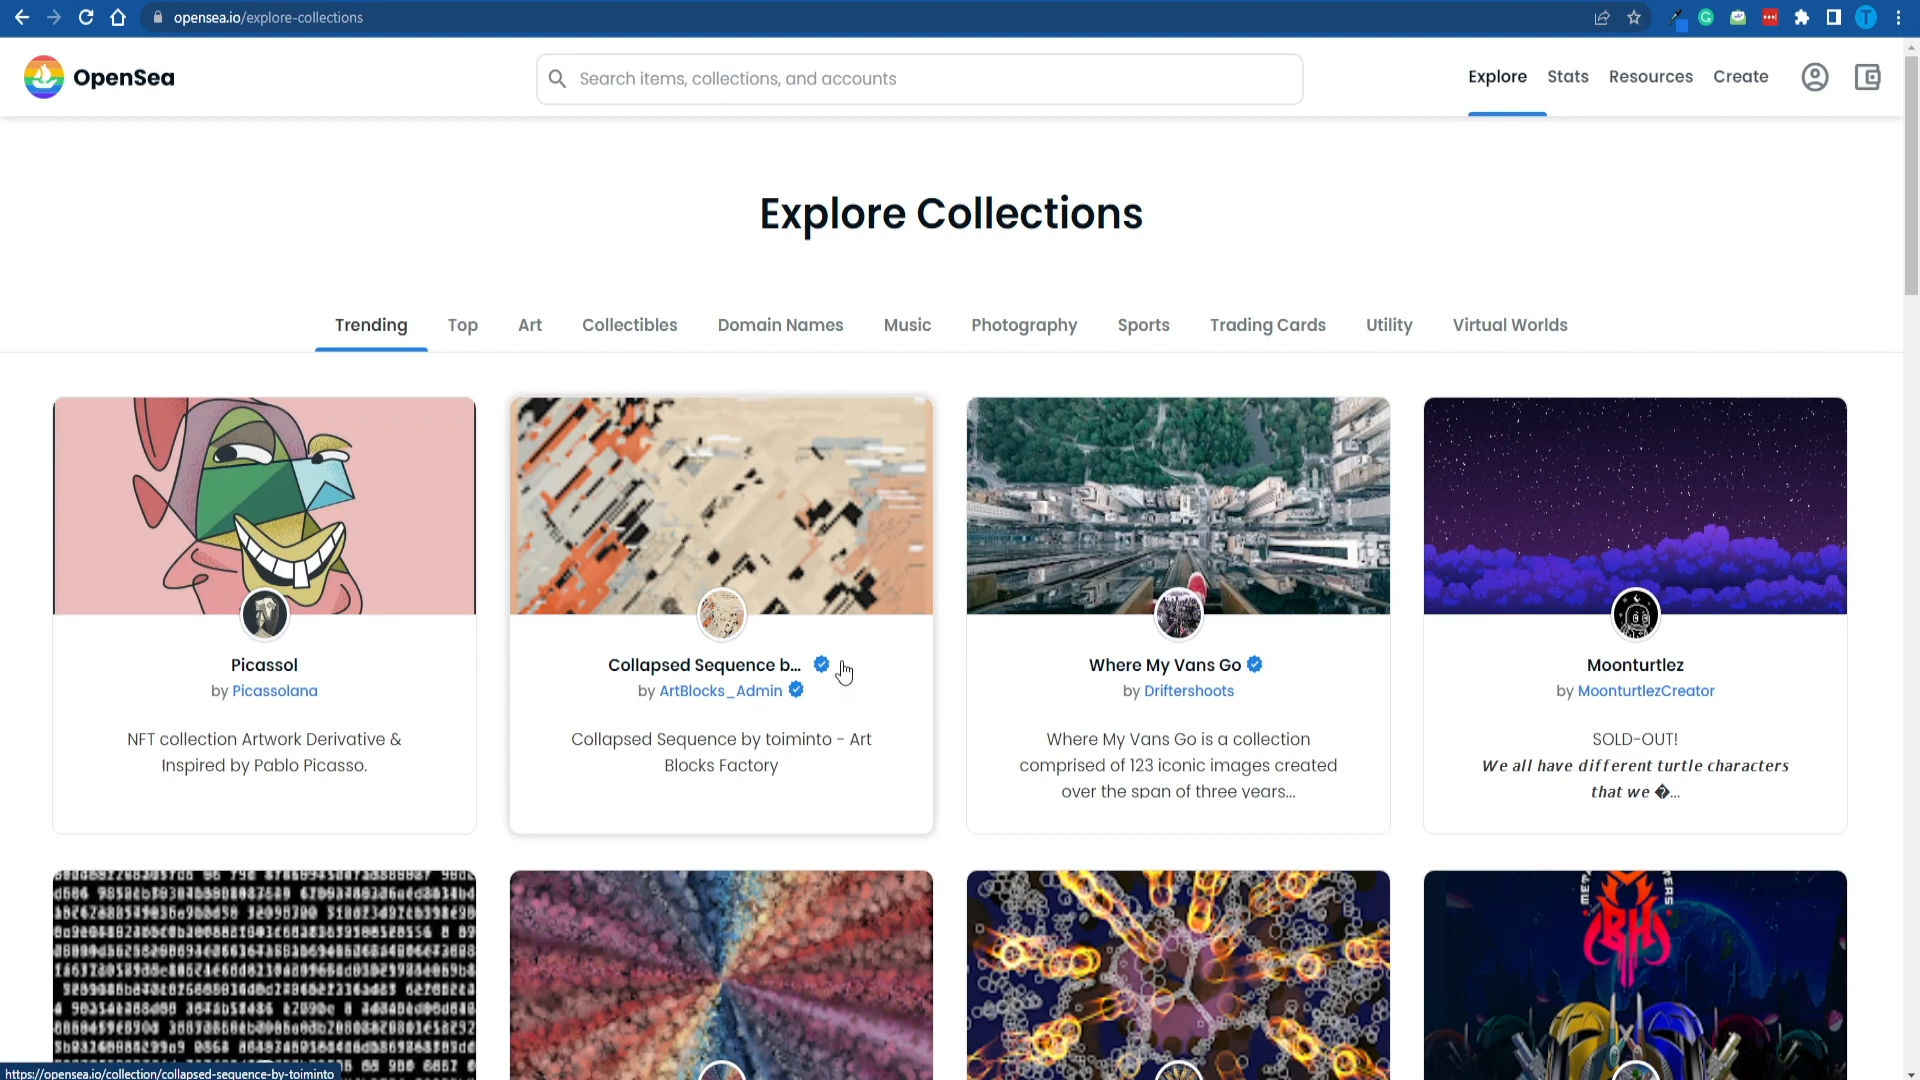 opensea.io/explore-collections
OpenSea
Search items, collections, and accounts
Explore Stats Resources Create
T
Explore Collections
Trending Top Art Collectibles Domain Names Music Photography Sports Trading Cards Utility Virtual Worlds
Picassol
by Picassolana
NFT collection Artwork Derivative &
Inspired by Pablo Picasso.
Collapsed Sequence b...
by ArtBlocks_Admin
Collapsed Sequence by toiminto - Art
Blocks Factory
Where My Vans Go
by Driftershoots
Where My Vans Go is a collection
comprised of 123 iconic images created
over the span of three years...
Moonturtlez
by MoonturtlezCreator
SOLD-OUT!
We all have different turtle characters
that we �...
https://opensea.io/collection/collapsed-sequence-by-toiminto